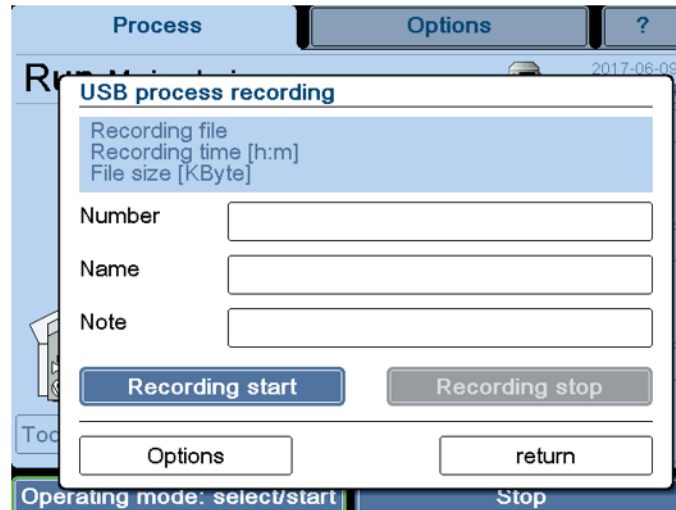 Process
Options
?
Run
2017-06-09
USB process recording
Recording file
Recording time [h:m]
File size [KByte]
Number
Name
Note
Recording start
Recording stop
Options
return
Operating mode: select/start
Stop